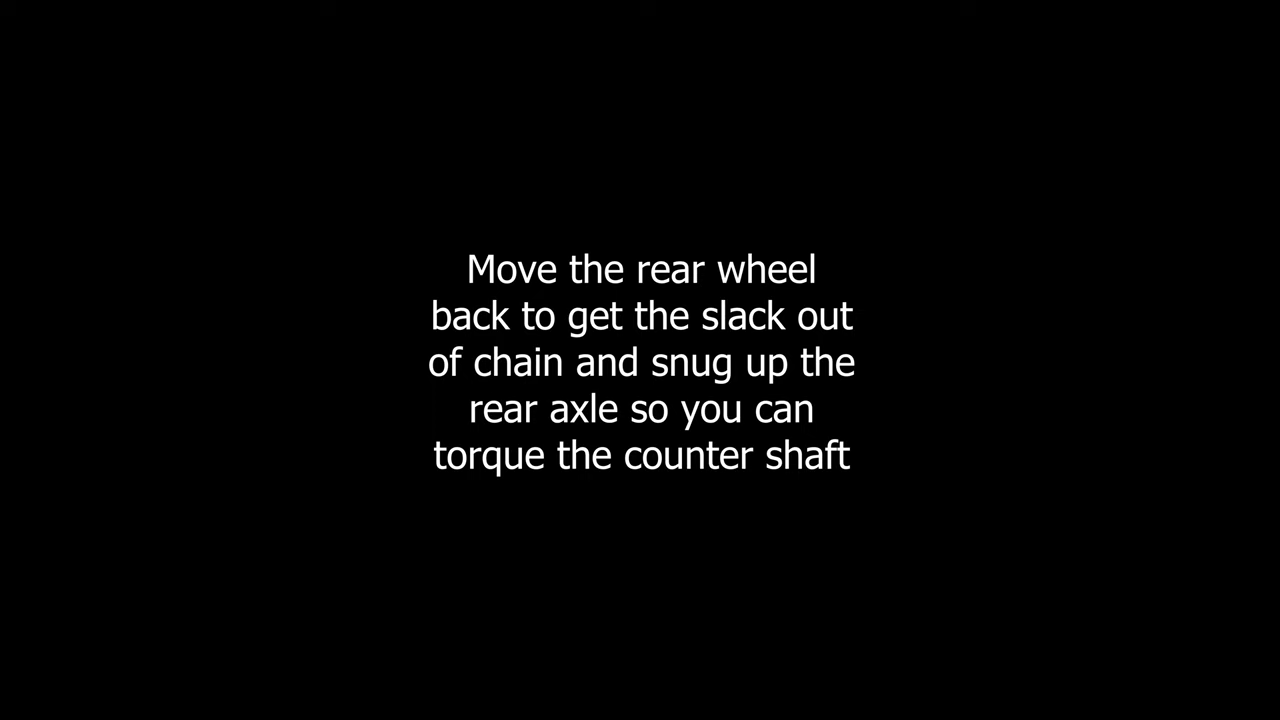 Move the rear wheel
back to get the slack out
of chain and snug up the
rear axle so you can
torque the counter shaft